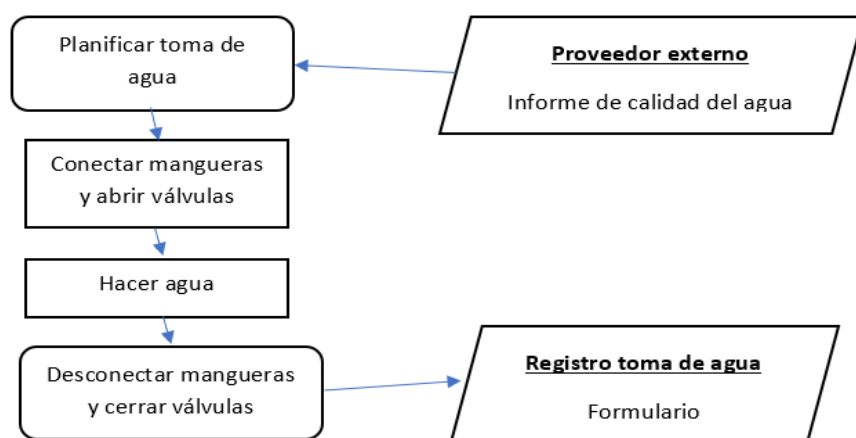 Planificar toma de
agua
Proveedor externo
Informe de calidad del agua
Conectar mangueras
y abrir válvulas
Hacer agua
Desconectar mangueras
y cerrar válvulas
Registro toma de agua
Formulario